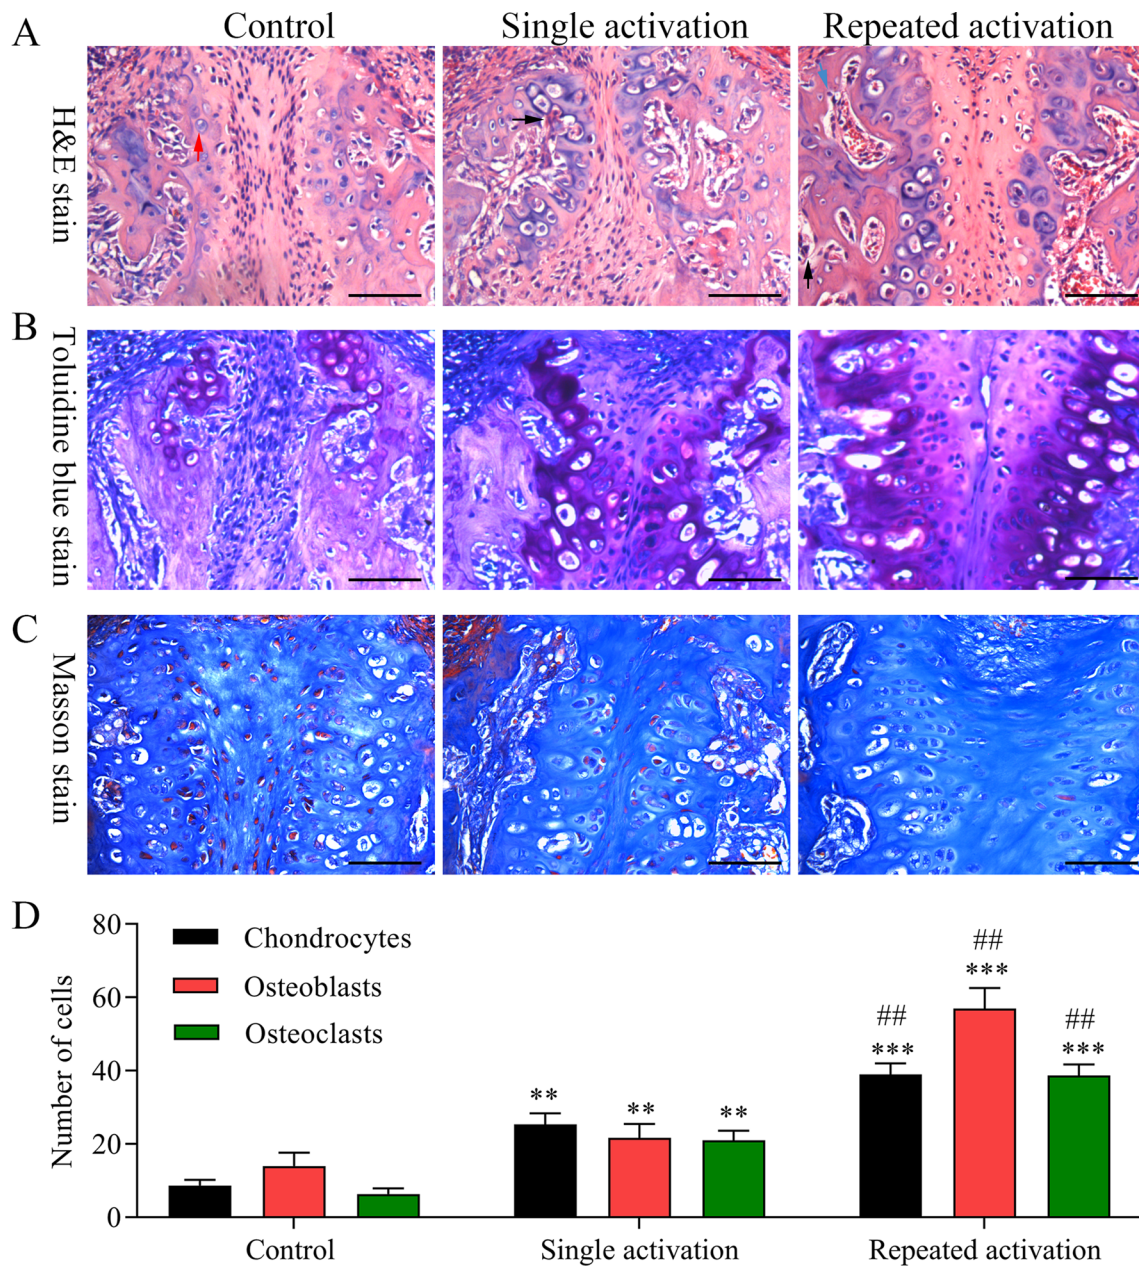 A
Control
Single activation
Repeated activation
H&E stain
B
Toluidine blue stain
C
Masson stain
D
Number of cells
80
60
40
20
0
Chondrocytes
Osteoblasts
Osteoclasts
**
**
**
##
***
##
***
##
***
Control
Single activation
Repeated activation